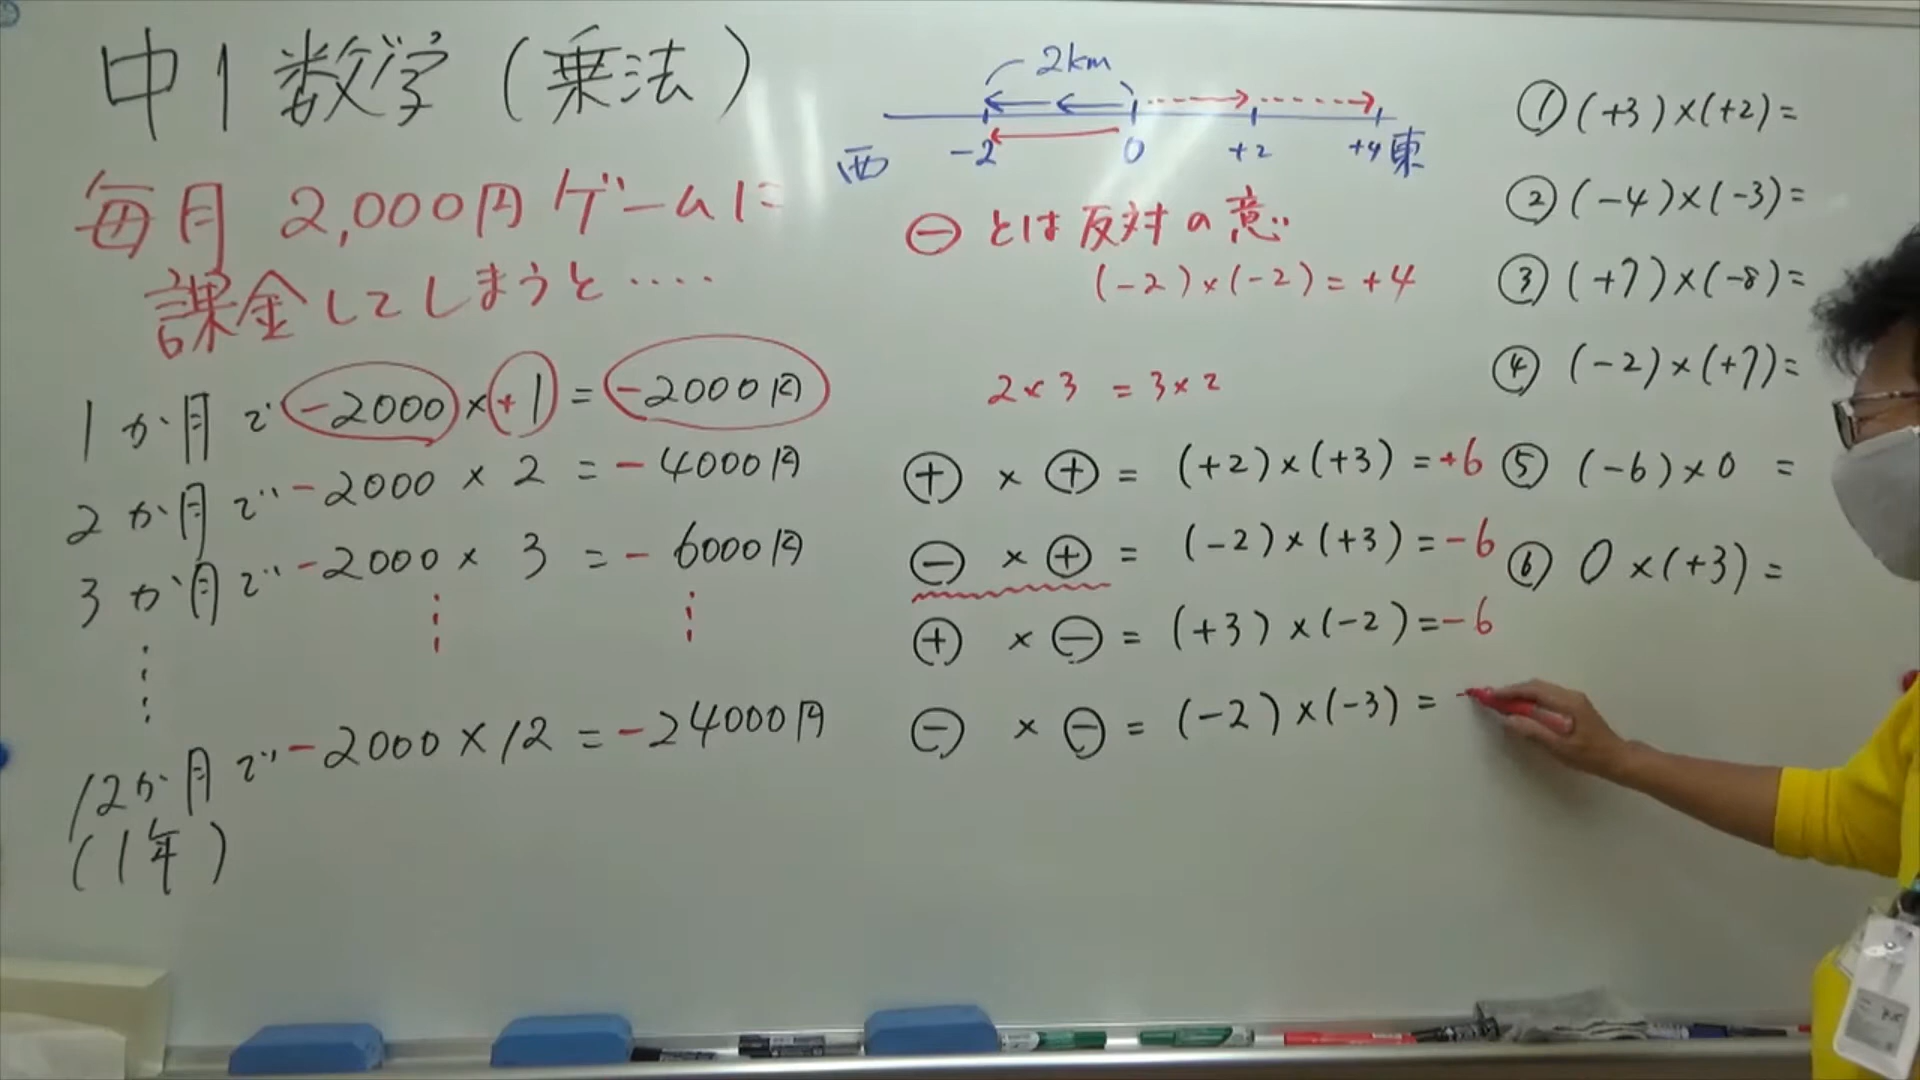 中1数学(乗法)
毎月 2,000円ゲームに
課金してしまうと‥‥
1か月で -2000×+1 = -2000円
2か月で -2000 × 2 = -4000円
3か月で -2000 × 3 = - 6000円
12か月で -2000 × 12 = -24000円
(1年)
2km
西 -2 0 +2 +4 東
⊖ とは反対の意
(-2)×(-2) = +4
2×3 = 3×2
⊕ × ⊕ = (+2)×(+3) = +6
⊖ × ⊕ = (-2)×(+3) = -6
⊕ × ⊖ = (+3)×(-2) = -6
⊖ × ⊖ = (-2)×(-3) =
① (+3)×(+2)=
② (-4)×(-3)=
③ (+7)×(-8)=
④ (-2)×(+7)=
⑤ (-6)×0 =
⑥ 0×(+3) =